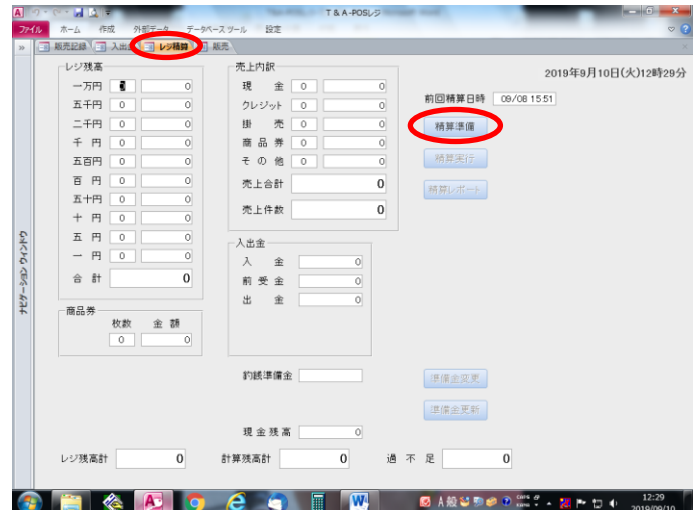 T & A-POSレジ
ファイル ホーム 作成 外部データ データベース ツール 設定
販売記録 入出金 レジ精算 販売
2019年9月10日(火)12時29分
レジ残高
一万円 0
五千円 0 0
二千円 0 0
千 円 0 0
五百円 0 0
百 円 0 0
五十円 0 0
十 円 0 0
五 円 0 0
一 円 0 0
合 計 0
商品券
枚数 金 額
0 0
売上内訳
現 金 0 0
クレジット 0 0
掛 売 0 0
商 品 券 0 0
そ の 他 0 0
売上合計 0
売上件数 0
入出金
入 金 0
前 受 金 0
出 金 0
前回精算日時 09/08 15:51
精算準備
精算実行
精算レポート
釣銭準備金
準備金変更
準備金更新
現 金 残 高 0
レジ残高計 0 計算残高計 0 過 不 足 0
ナビゲーション ウィンドウ
A 般 CAPS KANA 12:29
2019/09/10